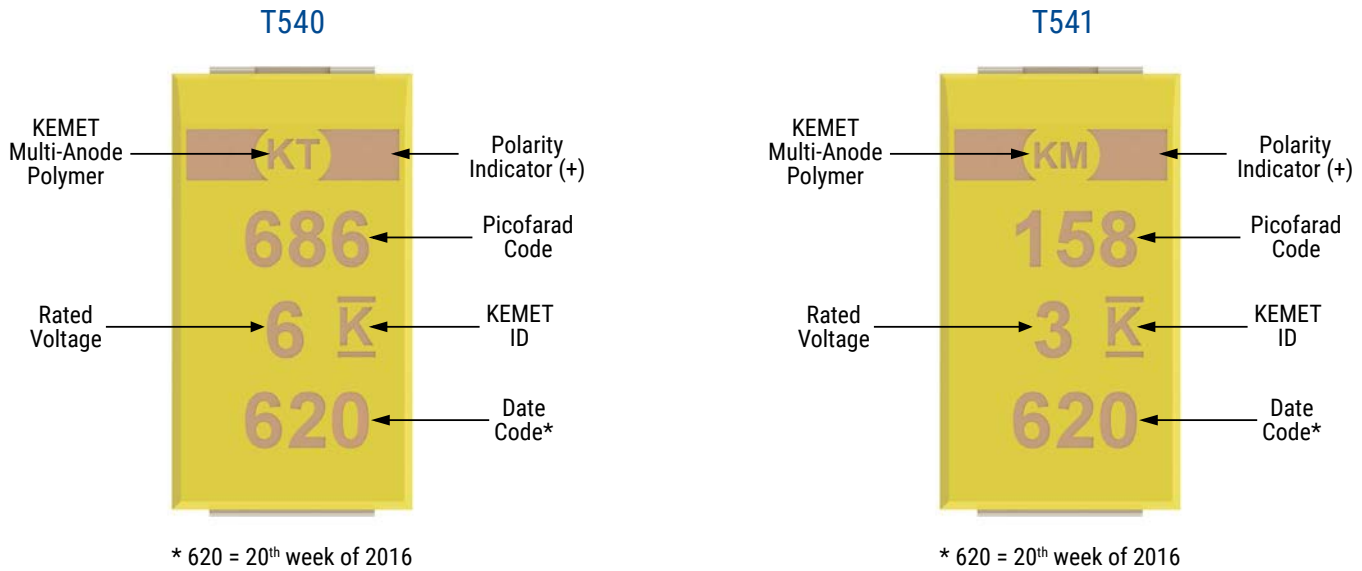 T540
KEMET
Multi-Anode
Polymer
KT
Polarity
Indicator (+)
686
Picofarad
Code
Rated
Voltage
6 K
KEMET
ID
620
Date
Code*
* 620 = 20th week of 2016
T541
KEMET
Multi-Anode
Polymer
KM
Polarity
Indicator (+)
158
Picofarad
Code
Rated
Voltage
3 K
KEMET
ID
620
Date
Code*
* 620 = 20th week of 2016